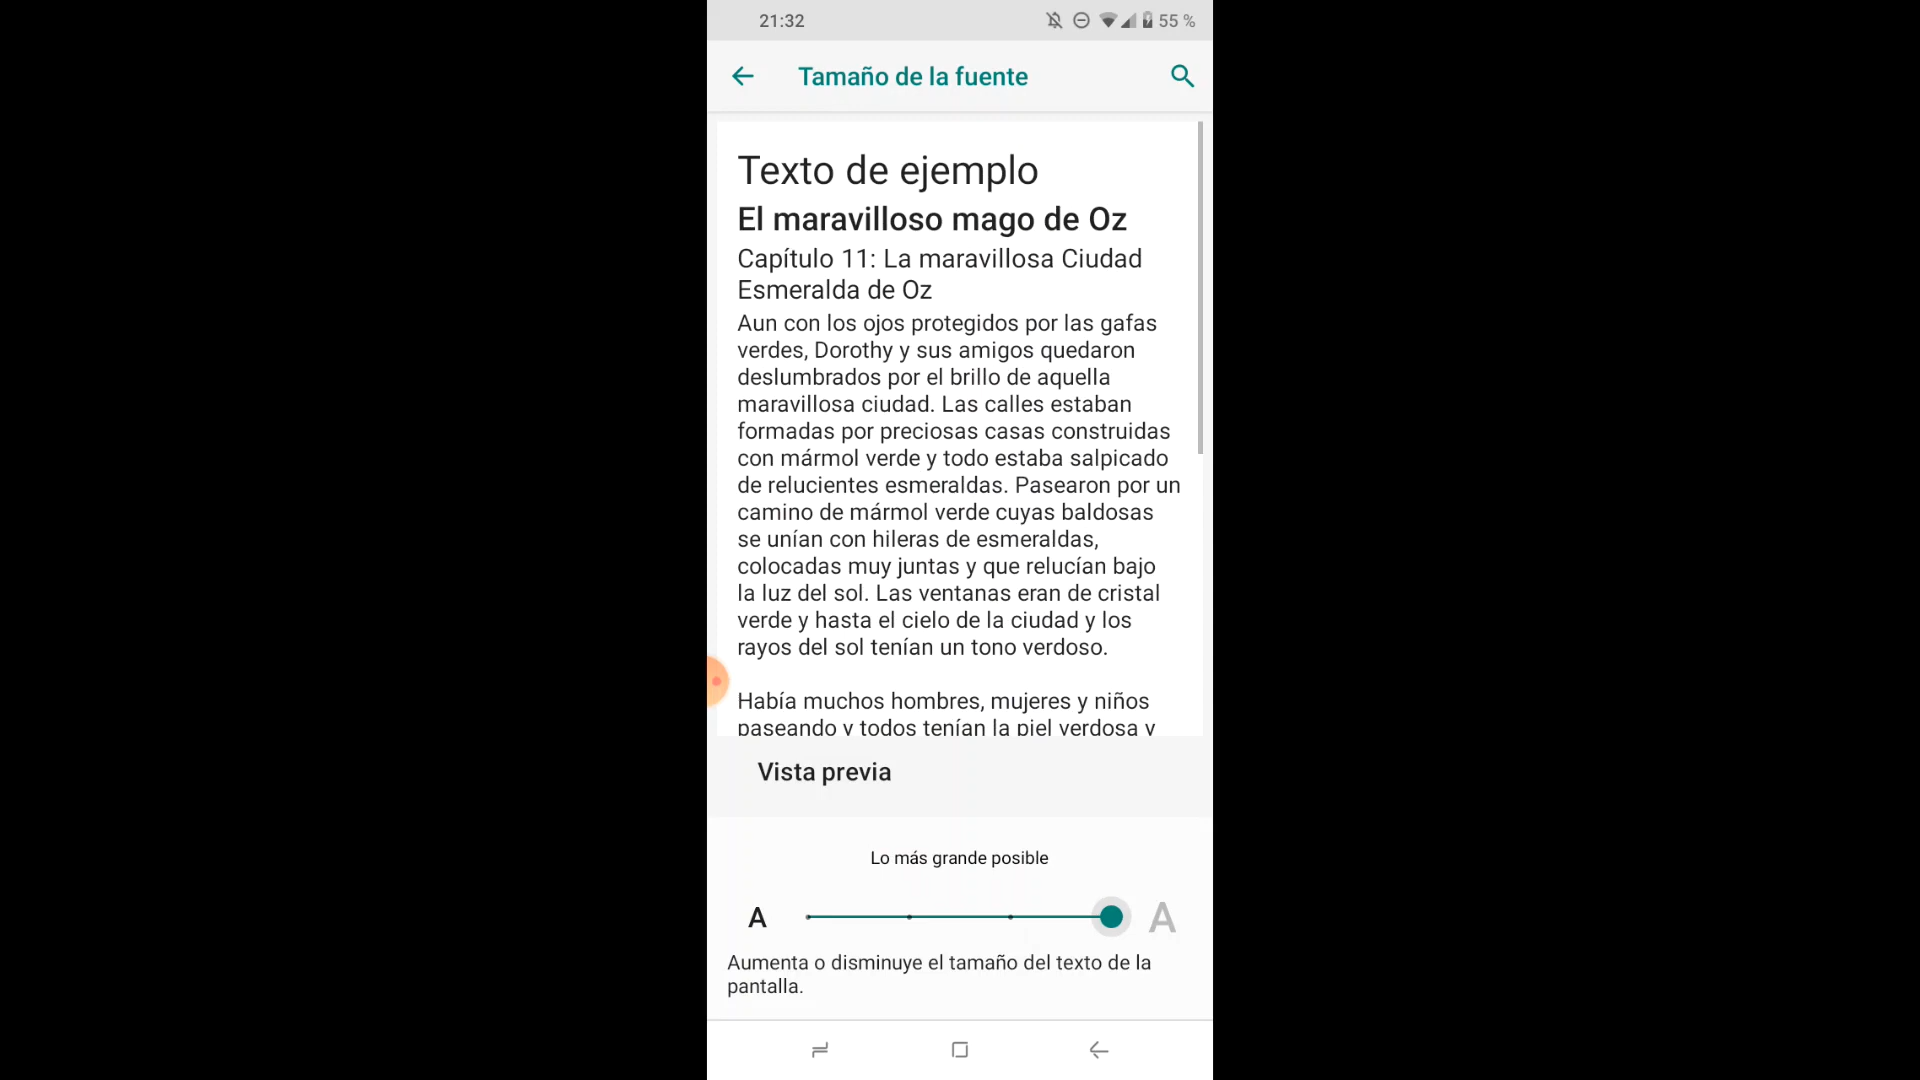 21:32
55 %
Tamaño de la fuente
Texto de ejemplo
El maravilloso mago de Oz
Capítulo 11: La maravillosa Ciudad
Esmeralda de Oz
Aun con los ojos protegidos por las gafas
verdes, Dorothy y sus amigos quedaron
deslumbrados por el brillo de aquella
maravillosa ciudad. Las calles estaban
formadas por preciosas casas construidas
con mármol verde y todo estaba salpicado
de relucientes esmeraldas. Pasearon por un
camino de mármol verde cuyas baldosas
se unían con hileras de esmeraldas,
colocadas muy juntas y que relucían bajo
la luz del sol. Las ventanas eran de cristal
verde y hasta el cielo de la ciudad y los
rayos del sol tenían un tono verdoso.
Había muchos hombres, mujeres y niños
paseando y todos tenían la piel verdosa y
Vista previa
Lo más grande posible
A A
Aumenta o disminuye el tamaño del texto de la
pantalla.